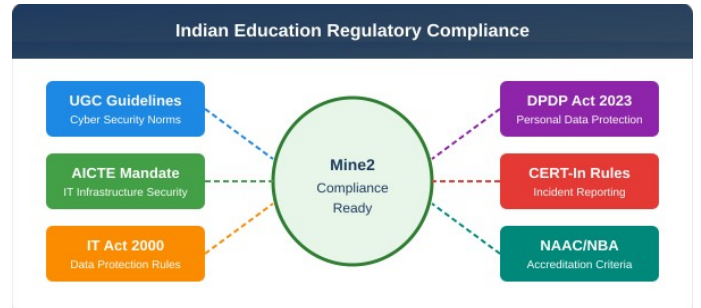 Indian Education Regulatory Compliance
UGC Guidelines
Cyber Security Norms
AICTE Mandate
IT Infrastructure Security
IT Act 2000
Data Protection Rules
Mine2
Compliance
Ready
DPDP Act 2023
Personal Data Protection
CERT-In Rules
Incident Reporting
NAAC/NBA
Accreditation Criteria